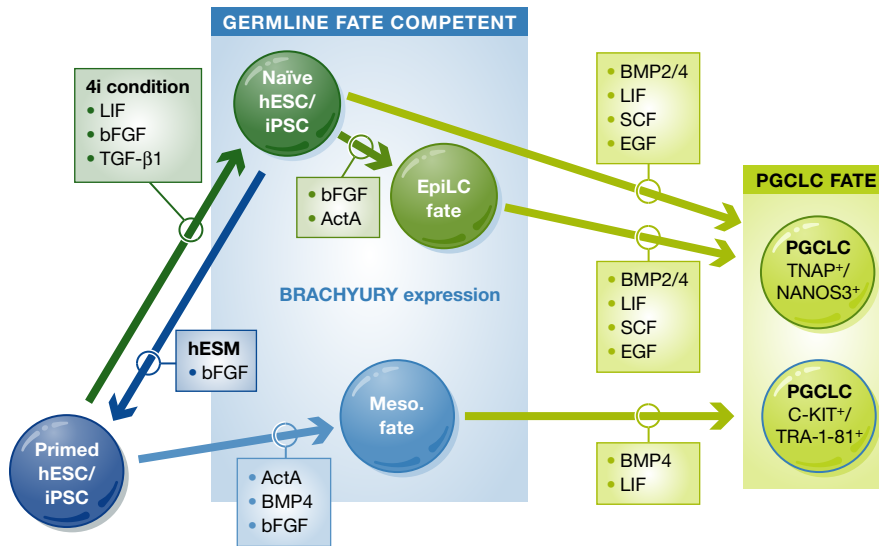 GERMLINE FATE COMPETENT
4i condition
• LIF
• bFGF
• TGF-β1
Naïve
hESC/
iPSC
• bFGF
• ActA
EpiLC
fate
• BMP2/4
• LIF
• SCF
• EGF
PGCLC FATE
PGCLC
TNAP⁺/
NANOS3⁺
BRACHYURY expression
• BMP2/4
• LIF
• SCF
• EGF
hESM
• bFGF
Meso.
fate
PGCLC
C-KIT⁺/
TRA-1-81⁺
Primed
hESC/
iPSC
• ActA
• BMP4
• bFGF
• BMP4
• LIF